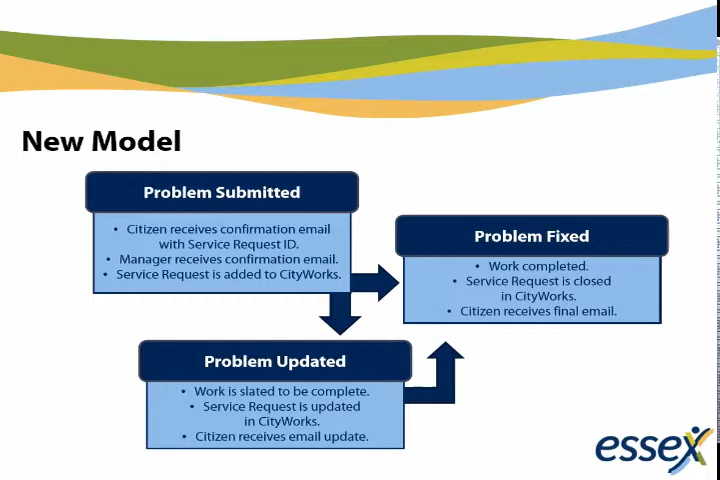 New Model
Problem Submitted
• Citizen receives confirmation email
with Service Request ID.
• Manager receives confirmation email.
• Service Request is added to CityWorks.
Problem Fixed
• Work completed.
• Service Request is closed
in CityWorks.
• Citizen receives final email.
Problem Updated
• Work is slated to be complete.
• Service Request is updated
in CityWorks.
• Citizen receives email update.
essex